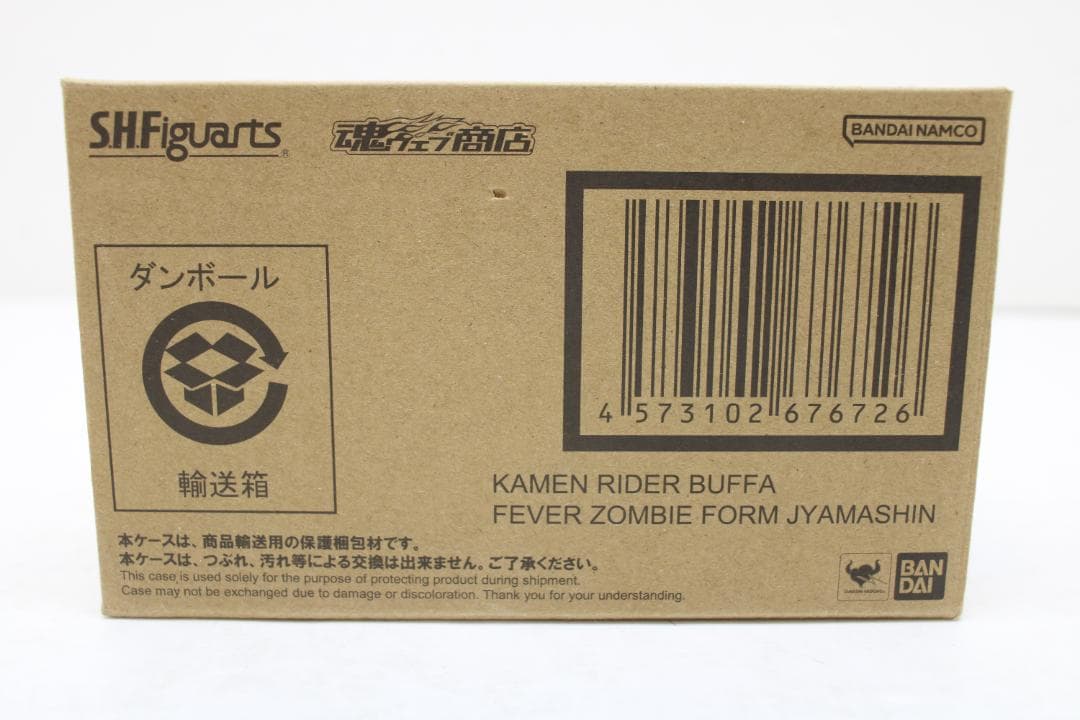 S.H.Figuarts®
魂ウェブ商店
BANDAI NAMCO
ダンボール
輸送箱
4 573102 676726
KAMEN RIDER BUFFA
FEVER ZOMBIE FORM JYAMASHIN
本ケースは、商品輸送用の保護梱包材です。
本ケースは、つぶれ、汚れ等による交換は出来ません。ご了承ください。
This case is used solely for the purpose of protecting product during shipment.
Case may not be exchanged due to damage or discoloration. Thank you for your understanding.
BAN
DAI